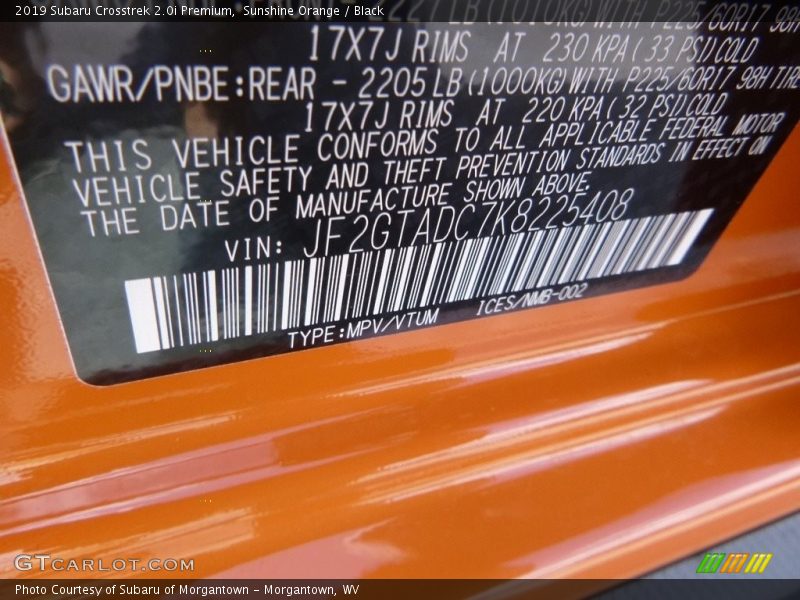 2019 Subaru Crosstrek 2.0i Premium, Sunshine Orange / Black
17X7J RIMS AT 230 KPA ( 33 PSI) COLD
GAWR/PNBE:REAR - 2205 LB (1000KG) WITH P225/60R17 98H TIRE
17X7J RIMS AT 220 KPA ( 32 PSI) COLD
THIS VEHICLE CONFORMS TO ALL APPLICABLE FEDERAL MOTOR
VEHICLE SAFETY AND THEFT PREVENTION STANDARDS IN EFFECT ON
THE DATE OF MANUFACTURE SHOWN ABOVE.
VIN: JF2GTADC7K8225408
TYPE:MPV/VTUM ICES/NMB-002
GTCARLOT.COM
Photo Courtesy of Subaru of Morgantown - Morgantown, WV